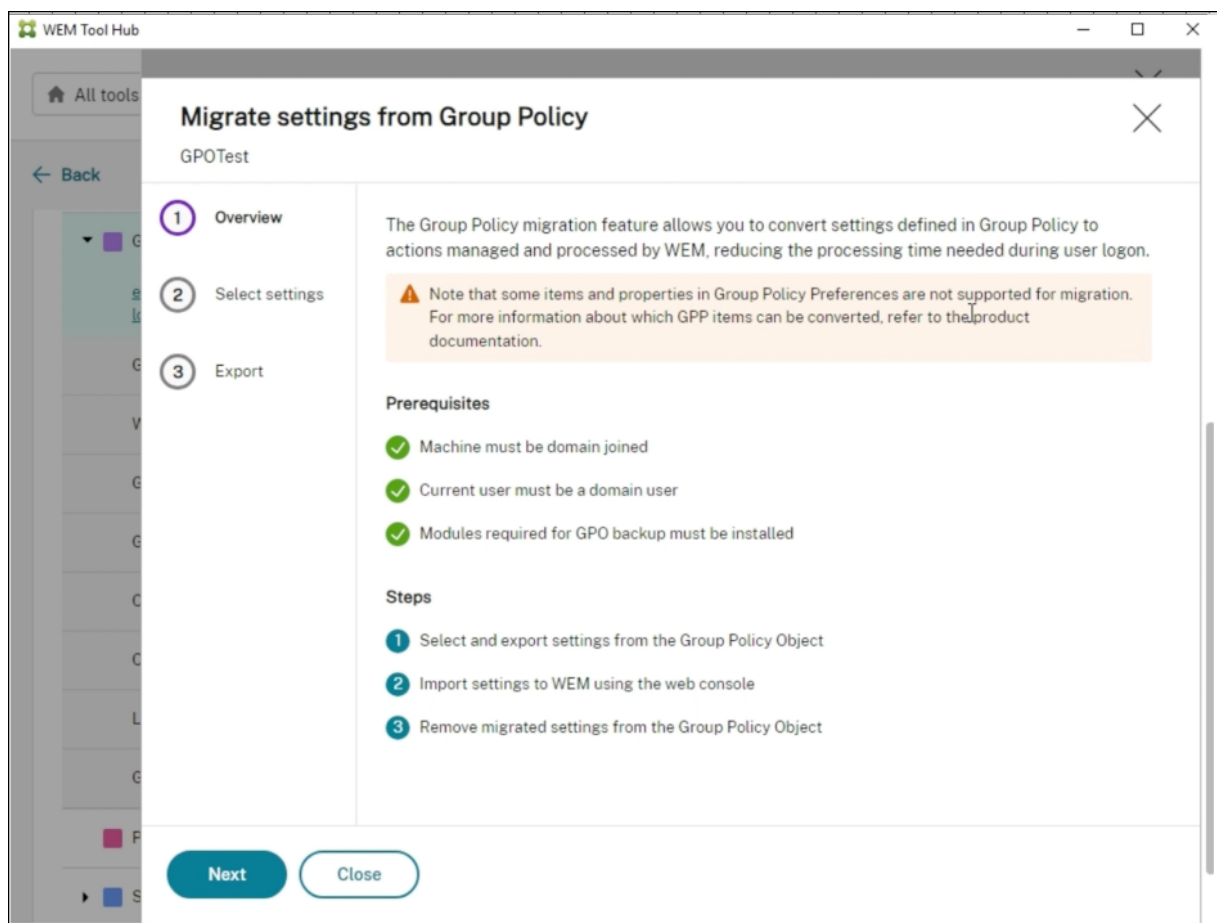 WEM Tool Hub
All tools
Back
Migrate settings from Group Policy
GPOTest
1 Overview
2 Select settings
3 Export
The Group Policy migration feature allows you to convert settings defined in Group Policy to
actions managed and processed by WEM, reducing the processing time needed during user logon.
Note that some items and properties in Group Policy Preferences are not supported for migration.
For more information about which GPP items can be converted, refer to the product
documentation.
Prerequisites
Machine must be domain joined
Current user must be a domain user
Modules required for GPO backup must be installed
Steps
1 Select and export settings from the Group Policy Object
2 Import settings to WEM using the web console
3 Remove migrated settings from the Group Policy Object
Next
Close